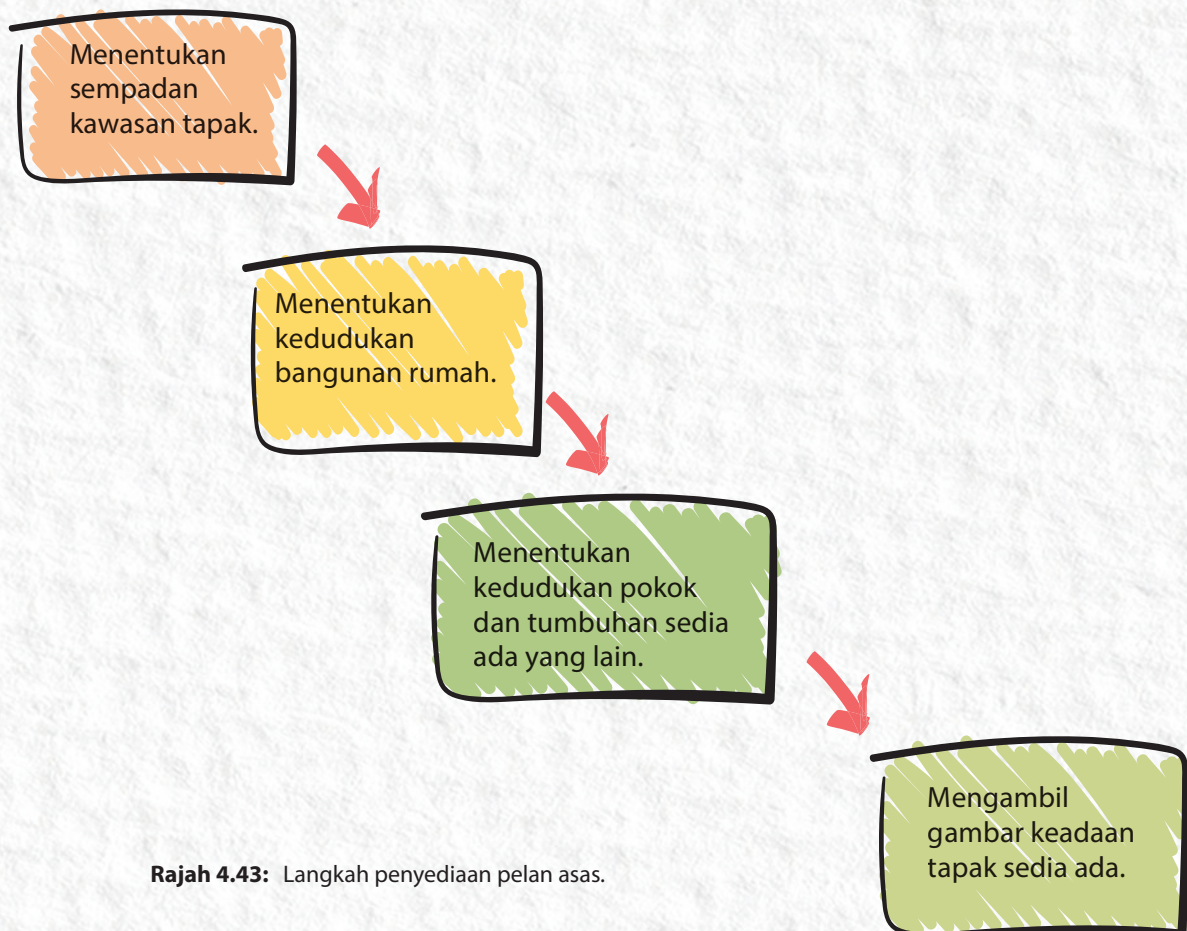 Menentukan
sempadan
kawasan tapak.
Menentukan
kedudukan
bangunan rumah.
Menentukan
kedudukan pokok
dan tumbuhan sedia
ada yang lain.
Mengambil
gambar keadaan
tapak sedia ada.
Rajah 4.43: Langkah penyediaan pelan asas.